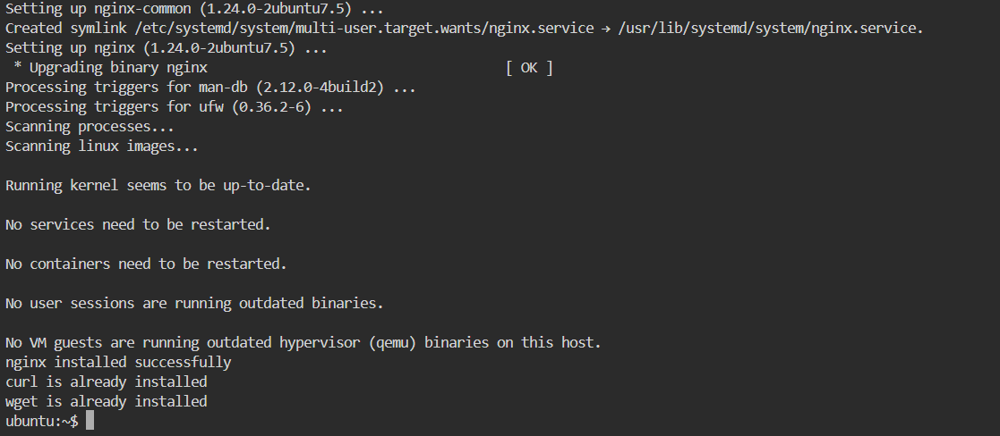 Setting up nginx-common (1.24.0-2ubuntu7.5) ...
Created symlink /etc/systemd/system/multi-user.target.wants/nginx.service → /usr/lib/systemd/system/nginx.service.
Setting up nginx (1.24.0-2ubuntu7.5) ...
 * Upgrading binary nginx                                     [ OK ]
Processing triggers for man-db (2.12.0-4build2) ...
Processing triggers for ufw (0.36.2-6) ...
Scanning processes...
Scanning linux images...

Running kernel seems to be up-to-date.

No services need to be restarted.

No containers need to be restarted.

No user sessions are running outdated binaries.

No VM guests are running outdated hypervisor (qemu) binaries on this host.
nginx installed successfully
curl is already installed
wget is already installed
ubuntu:~$